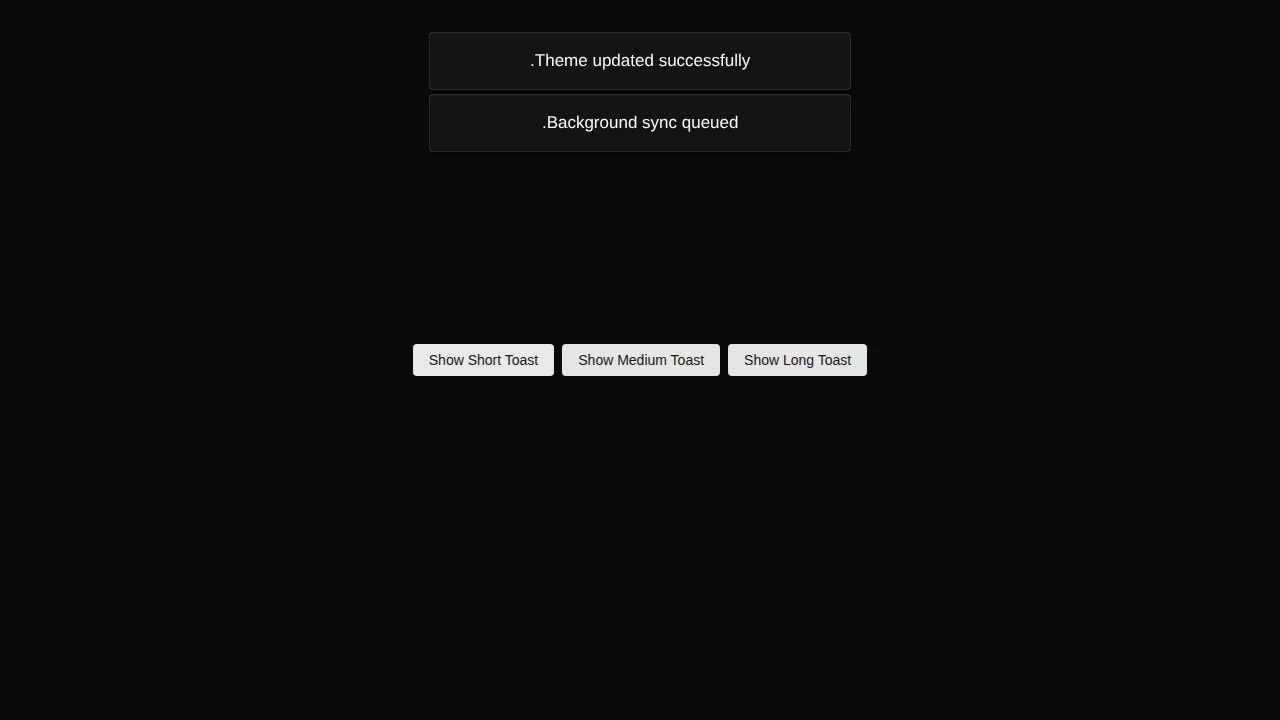 .Theme updated successfully
.Background sync queued
Show Short Toast
Show Medium Toast
Show Long Toast